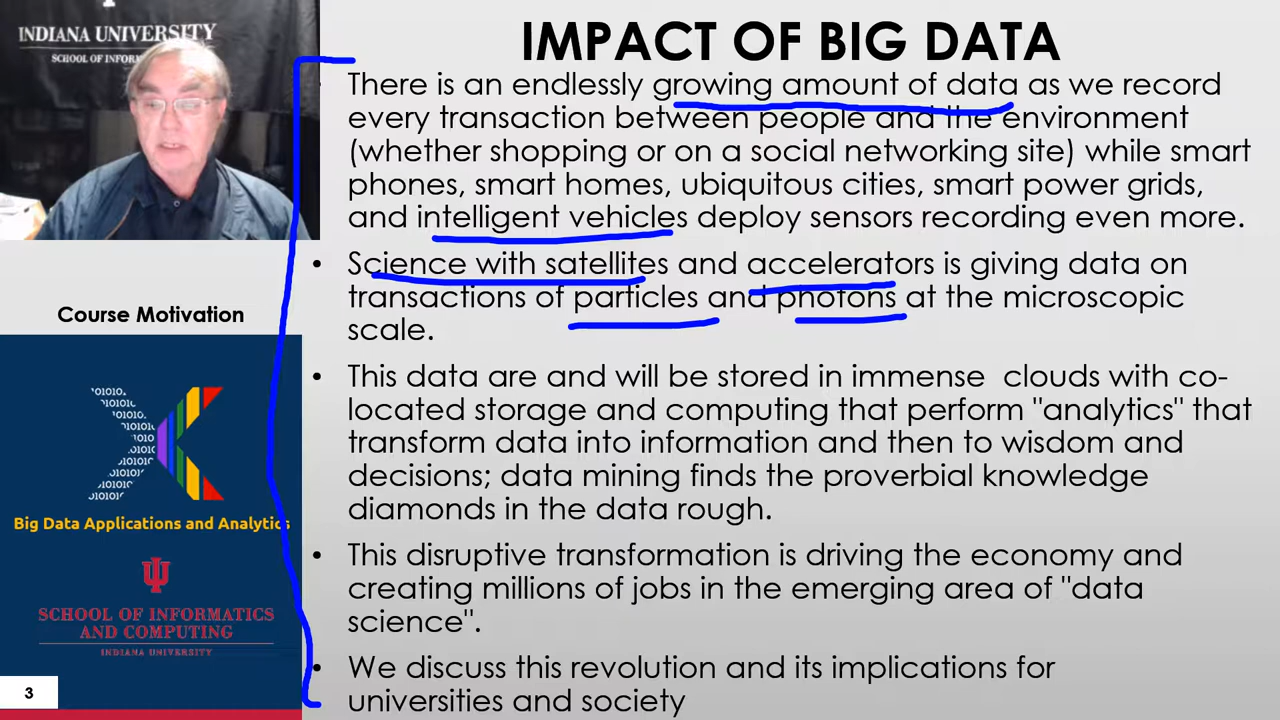 INDIANA UNIVERSITY
SCHOOL OF
IMPACT OF BIG DATA
• There is an endlessly growing amount of data as we record
every transaction between people and the environment
(whether shopping or on a social networking site) while smart
phones, smart homes, ubiquitous cities, smart power grids,
and intelligent vehicles deploy sensors recording even more.
• Science with satellites and accelerators is giving data on
transactions of particles and photons at the microscopic
scale.
• This data are and will be stored in immense clouds with co-
located storage and computing that perform "analytics" that
transform data into information and then to wisdom and
decisions; data mining finds the proverbial knowledge
diamonds in the data rough.
• This disruptive transformation is driving the economy and
creating millions of jobs in the emerging area of "data
science".
• We discuss this revolution and its implications for
universities and society
Course Motivation
Big Data Applications and Analytics
SCHOOL OF INFORMATICS
AND COMPUTING
INDIANA UNIVERSITY
3